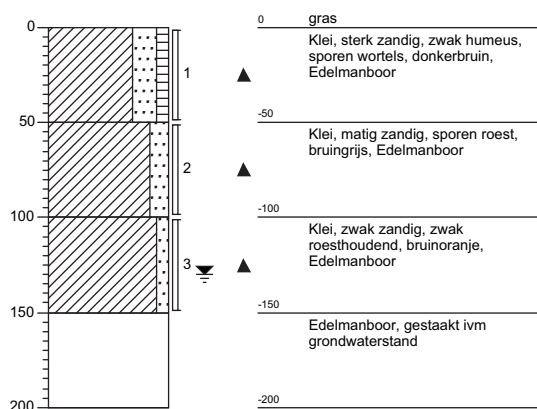 0
0 gras
Klei, sterk zandig, zwak humeus,
sporen wortels, donkerbruin,
Edelmanboor
1
50
-50
Klei, matig zandig, sporen roest,
bruingrijs, Edelmanboor
2
100
-100
Klei, zwak zandig, zwak
roesthoudend, bruinoranje,
Edelmanboor
3
150
-150
Edelmanboor, gestaakt ivm
grondwaterstand
200
-200